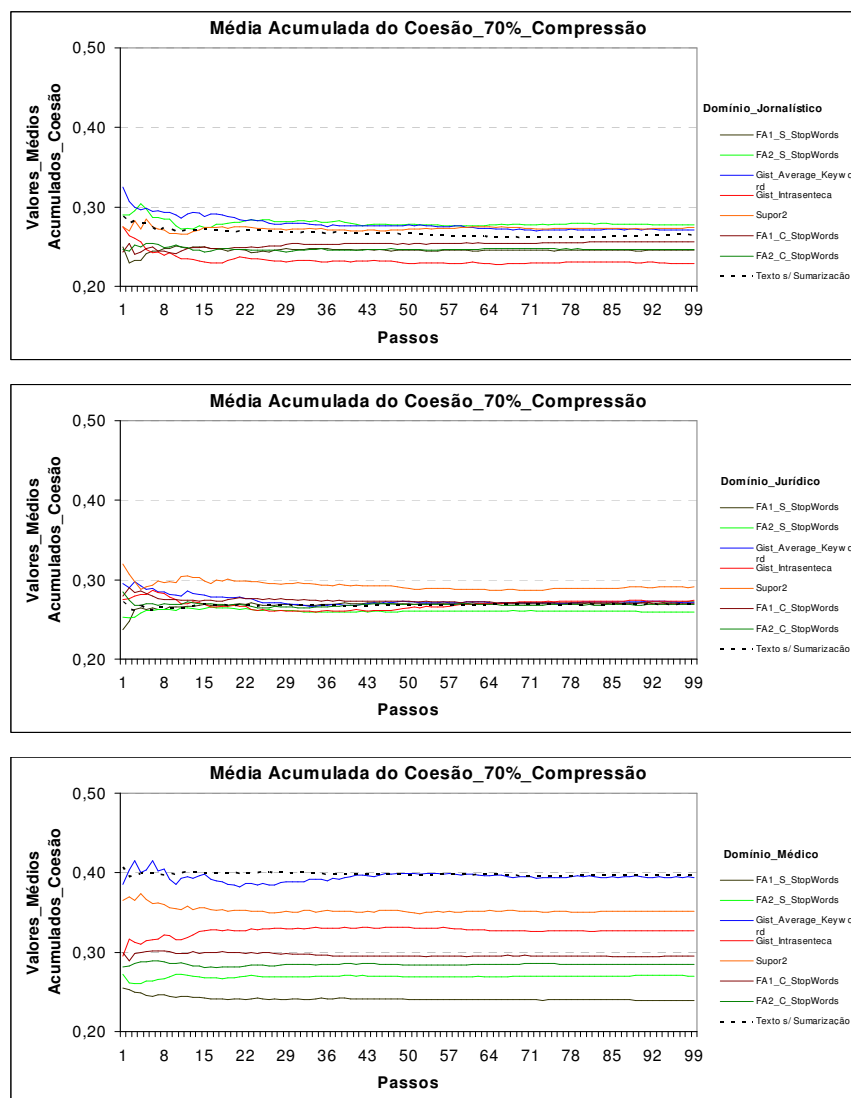 Média Acumulada do Coesão_70%_Compressão
0,50
0,40
0,30
0,20
Valores_Médios
Acumulados_Coesão
1 8 15 22 29 36 43 50 57 64 71 78 85 92 99
Passos
Domínio_Jornalístico
FA1_S_StopWords
FA2_S_StopWords
Gist_Average_Keywo
rd
Gist_Intrasenteca
Supor2
FA1_C_StopWords
FA2_C_StopWords
Texto s/ Sumarização
Média Acumulada do Coesão_70%_Compressão
0,50
0,40
0,30
0,20
Valores_Médios
Acumulados_Coesão
1 8 15 22 29 36 43 50 57 64 71 78 85 92 99
Passos
Domínio_Jurídico
FA1_S_StopWords
FA2_S_StopWords
Gist_Average_Keywo
rd
Gist_Intrasenteca
Supor2
FA1_C_StopWords
FA2_C_StopWords
Texto s/ Sumarização
Média Acumulada do Coesão_70%_Compressão
0,50
0,40
0,30
0,20
Valores_Médios
Acumulados_Coesão
1 8 15 22 29 36 43 50 57 64 71 78 85 92 99
Passos
Domínio_Médico
FA1_S_StopWords
FA2_S_StopWords
Gist_Average_Keywo
rd
Gist_Intrasenteca
Supor2
FA1_C_StopWords
FA2_C_StopWords
Texto s/ Sumarização